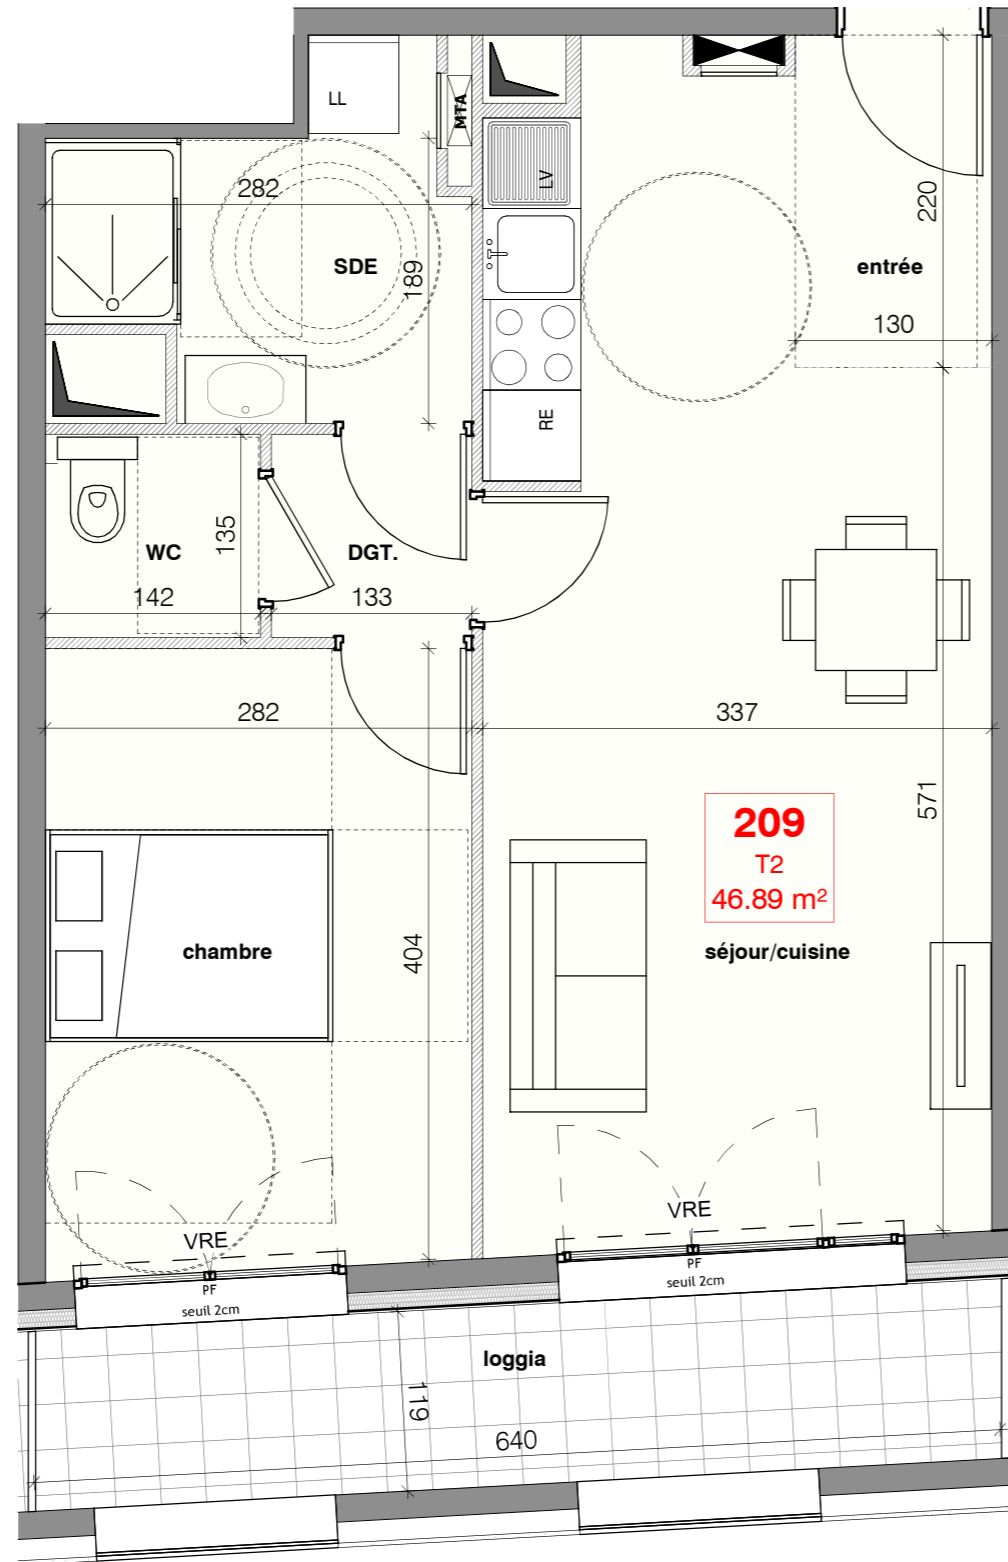 LL
MTA
282
LV
220
SDE
189
entrée
130
RE
WC
135
DGT.
142
133
282
337
209
T2
46.89 m²
571
chambre
404
séjour/cuisine
VRE
VRE
PF
seuil 2cm
PF
seuil 2cm
loggia
119
640